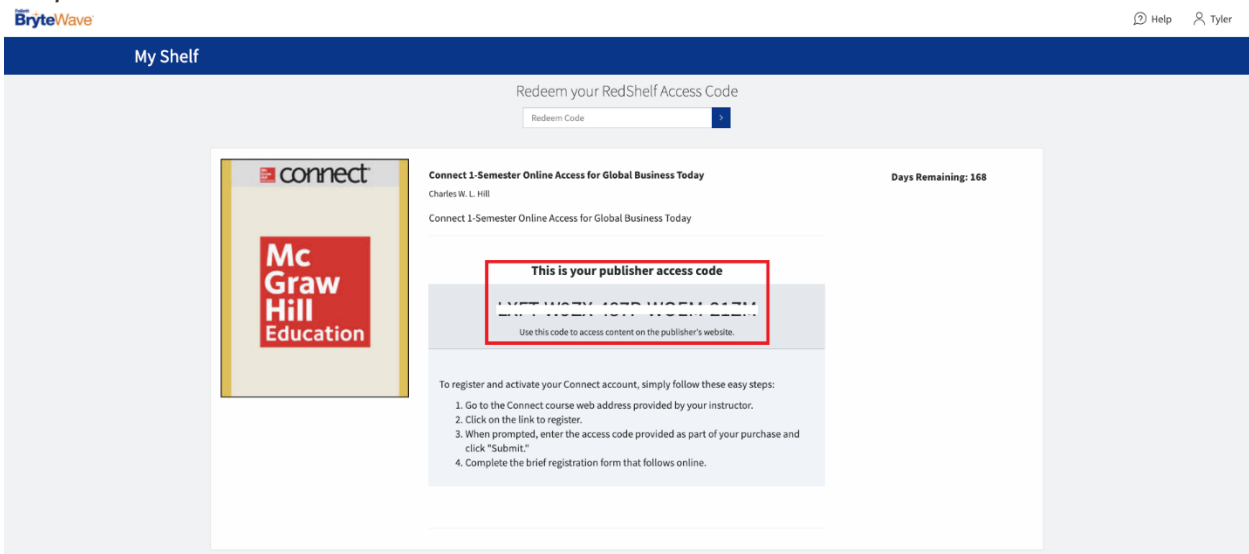 Follett
BryteWave
Help
Tyler
My Shelf
Redeem your RedShelf Access Code
Redeem Code
connect
Mc
Graw
Hill
Education
Connect 1-Semester Online Access for Global Business Today
Days Remaining: 168
Charles W. L. Hill
Connect 1-Semester Online Access for Global Business Today
This is your publisher access code
Use this code to access content on the publisher's website.
To register and activate your Connect account, simply follow these easy steps:
1. Go to the Connect course web address provided by your instructor.
2. Click on the link to register.
3. When prompted, enter the access code provided as part of your purchase and
click "Submit."
4. Complete the brief registration form that follows online.